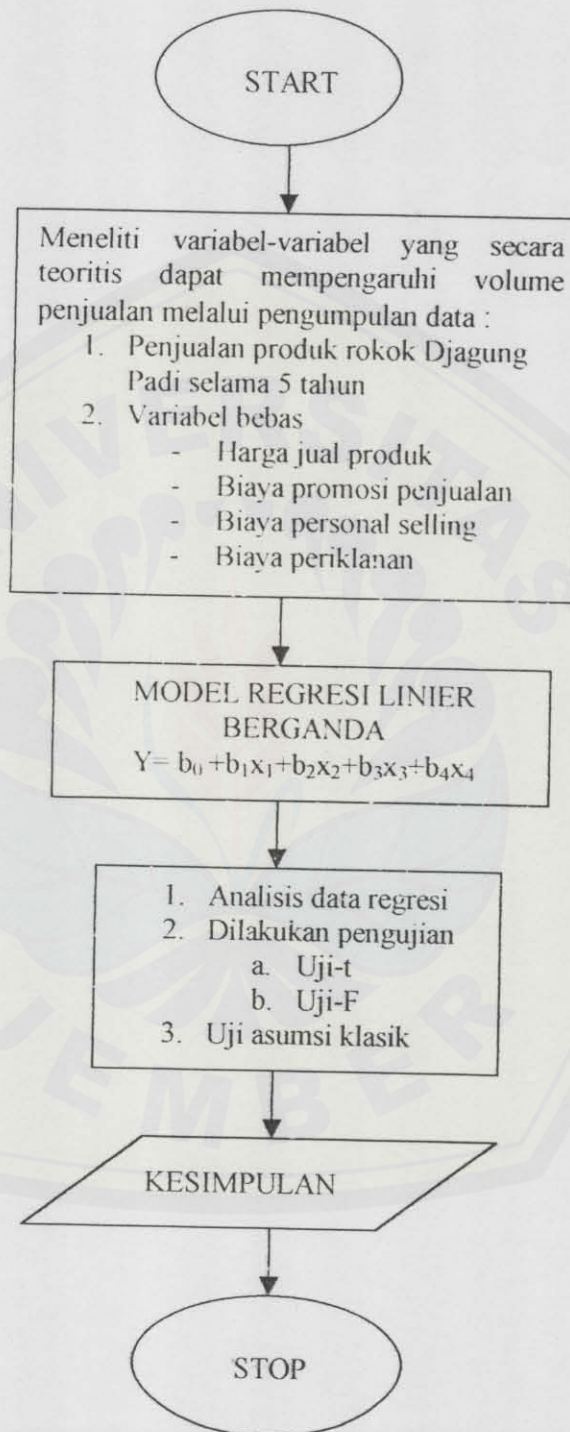 START
Meneliti variabel-variabel yang secara
teoritis dapat mempengaruhi volume
penjualan melalui pengumpulan data :
1. Penjualan produk rokok Djagung
Padi selama 5 tahun
2. Variabel bebas
- Harga jual produk
- Biaya promosi penjualan
- Biaya personal selling
- Biaya periklanan
MODEL REGRESI LINIER
BERGANDA
Y= b₀ +b₁x₁+b₂x₂+b₃x₃+b₄x₄
1. Analisis data regresi
2. Dilakukan pengujian
a. Uji-t
b. Uji-F
3. Uji asumsi klasik
KESIMPULAN
STOP
UNIVERSITAS
JEMBER